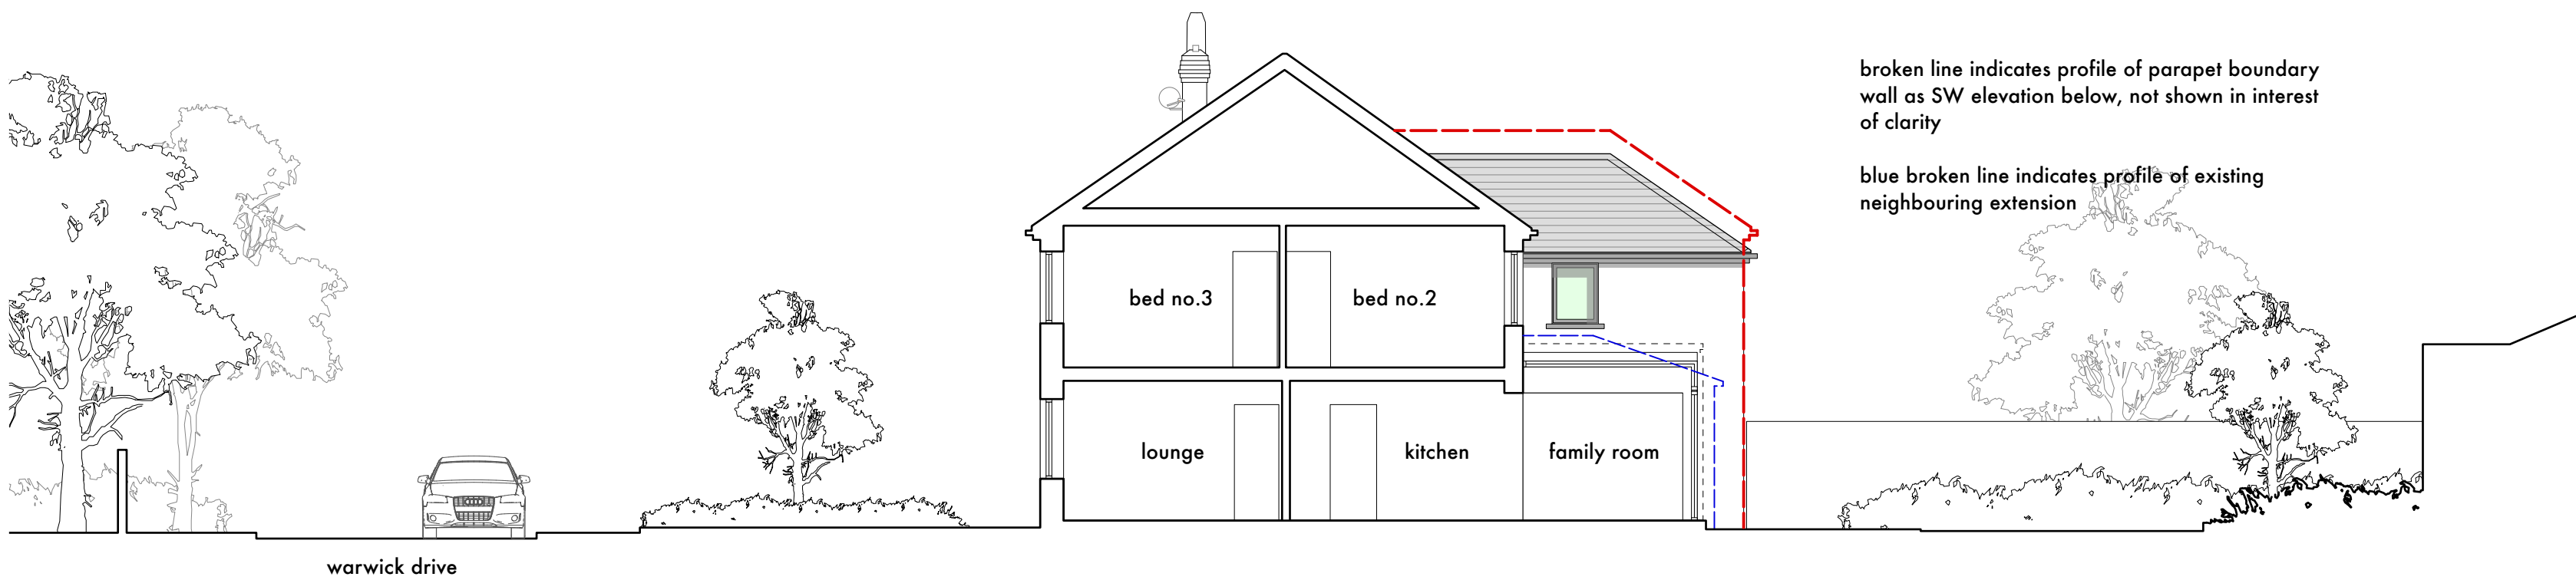 broken line indicates profile of parapet boundary
wall as SW elevation below, not shown in interest
of clarity
blue broken line indicates profile of existing
neighbouring extension
bed no.3
bed no.2
lounge
kitchen
family room
warwick drive